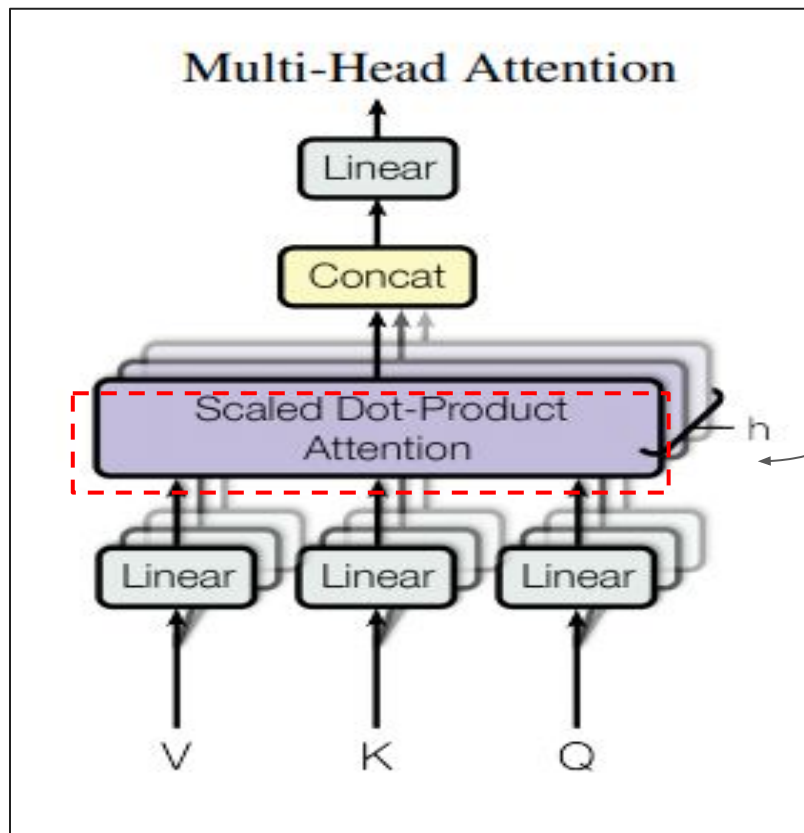 Multi-Head Attention
Linear
Concat
Scaled Dot-Product
Attention
h
Linear
Linear
Linear
V
K
Q